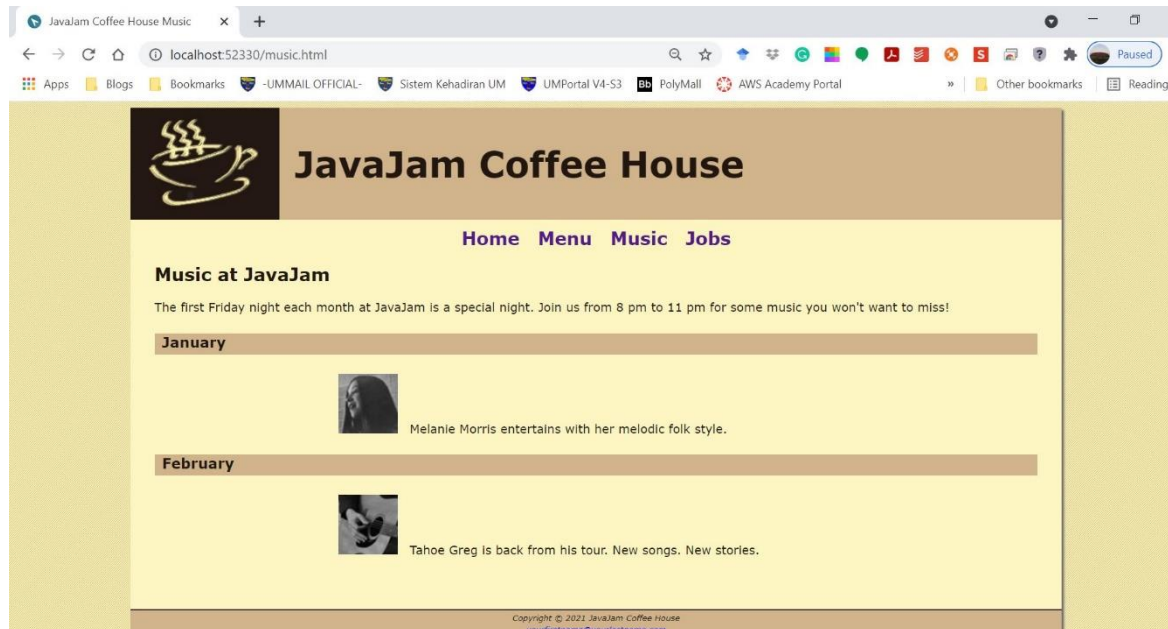 JavaJam Coffee House Music
localhost:52330/music.html
Paused
Apps Blogs Bookmarks -UMMAIL OFFICIAL- Sistem Kehadiran UM UMPortal V4-S3 Bb PolyMall AWS Academy Portal » Other bookmarks Reading
JavaJam Coffee House
Home Menu Music Jobs
Music at JavaJam
The first Friday night each month at JavaJam is a special night. Join us from 8 pm to 11 pm for some music you won't want to miss!
January
Melanie Morris entertains with her melodic folk style.
February
Tahoe Greg is back from his tour. New songs. New stories.
Copyright © 2021 JavaJam Coffee House